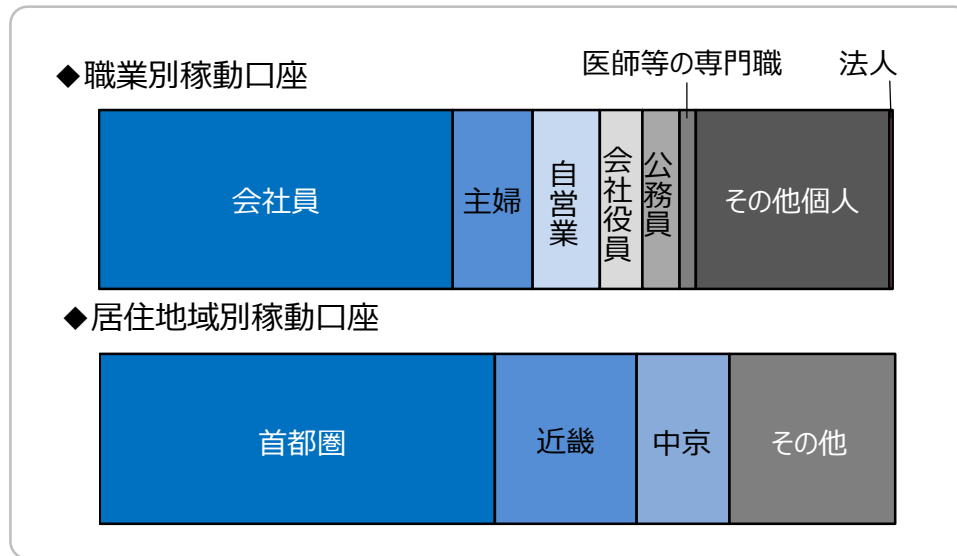 ◆職業別稼動口座
医師等の専門職
法人
会社員
主婦
自営業
会社役員
公務員
その他個人
◆居住地域別稼動口座
首都圏
近畿
中京
その他